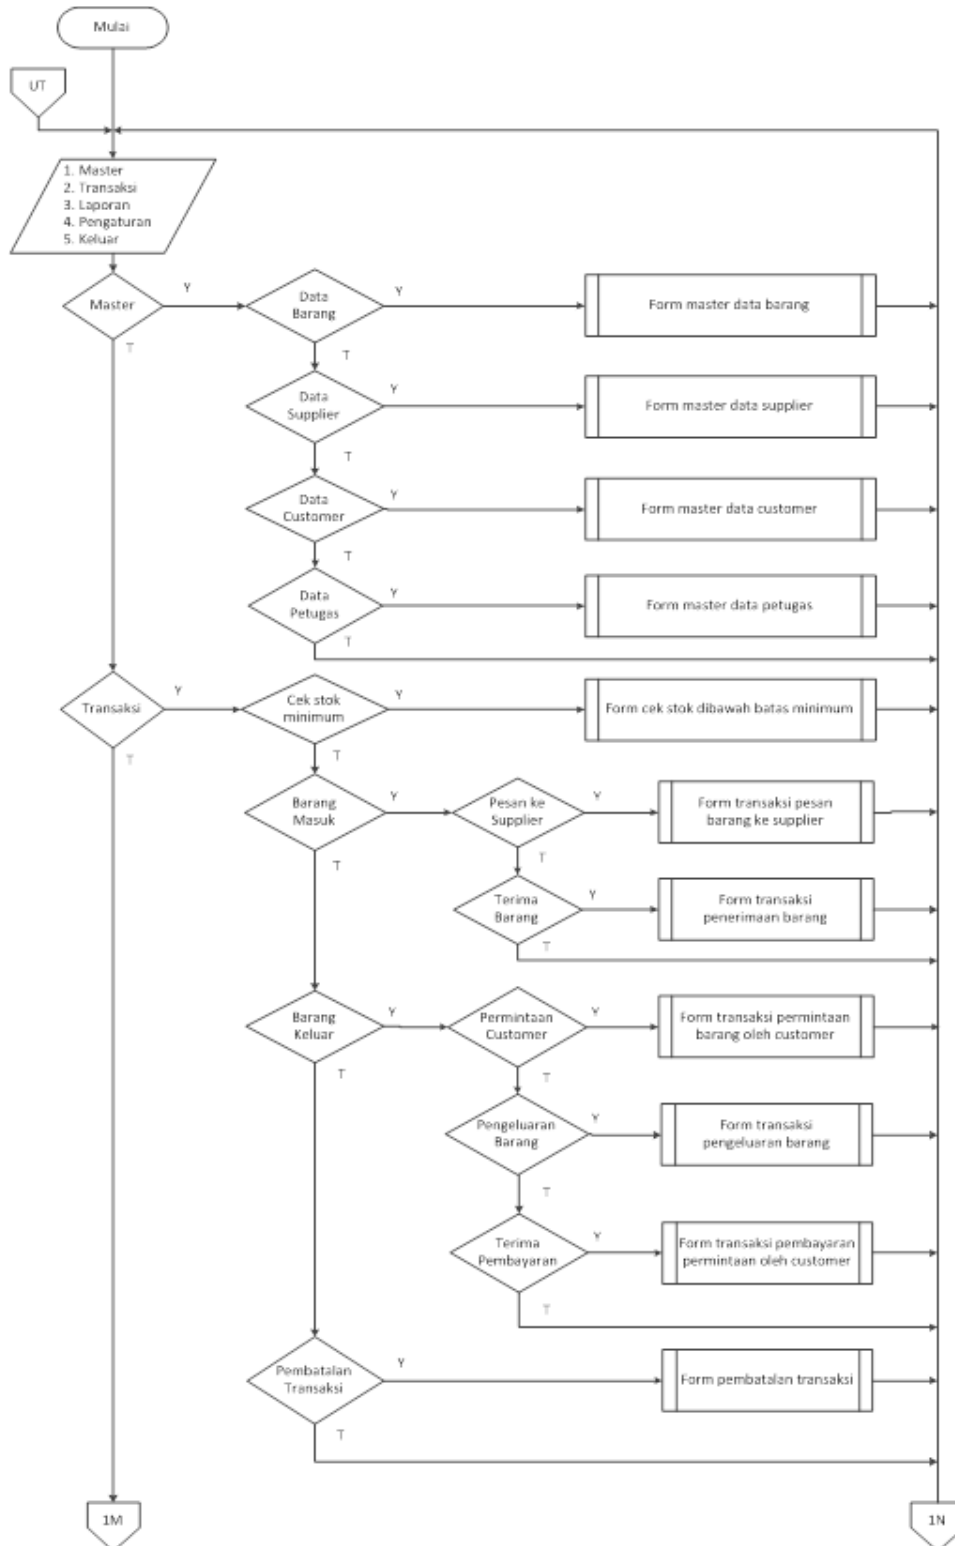 Mulai
UT
1. Master
2. Transaksi
3. Laporan
4. Pengaturan
5. Keluar
Master
Y
T
Data
Barang
Y
T
Form master data barang
Data
Supplier
Y
T
Form master data supplier
Data
Customer
Y
T
Form master data customer
Data
Petugas
Y
T
Form master data petugas
Transaksi
Y
T
Cek stok
minimum
Y
T
Form cek stok dibawah batas minimum
Barang
Masuk
Y
T
Pesan ke
Supplier
Y
T
Form transaksi pesan
barang ke supplier
Terima
Barang
Y
T
Form transaksi
penerimaan barang
Barang
Keluar
Y
T
Permintaan
Customer
Y
T
Form transaksi permintaan
barang oleh customer
Pengeluaran
Barang
Y
T
Form transaksi
pengeluaran barang
Terima
Pembayaran
Y
T
Form transaksi pembayaran
permintaan oleh customer
Pembatalan
Transaksi
Y
T
Form pembatalan transaksi
1M
1N